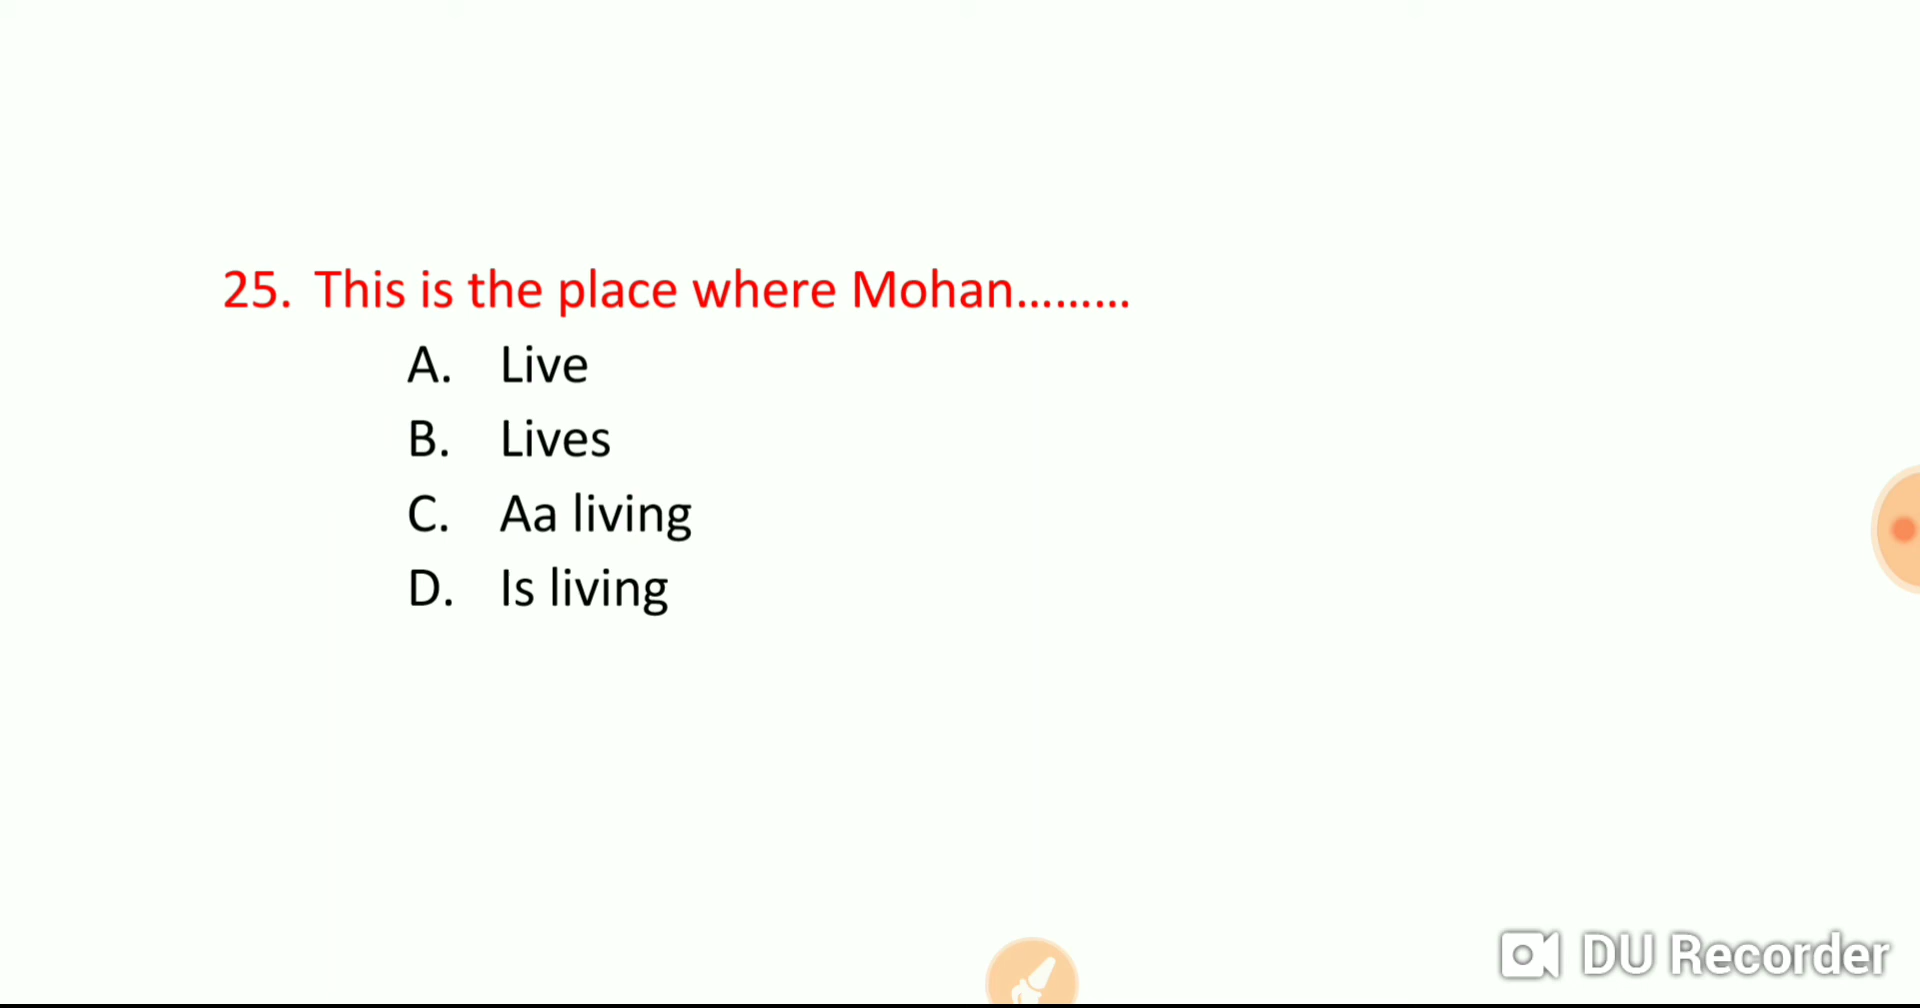 25. This is the place where Mohan.........
A. Live
B. Lives
C. Aa living
D. Is living
DU Recorder